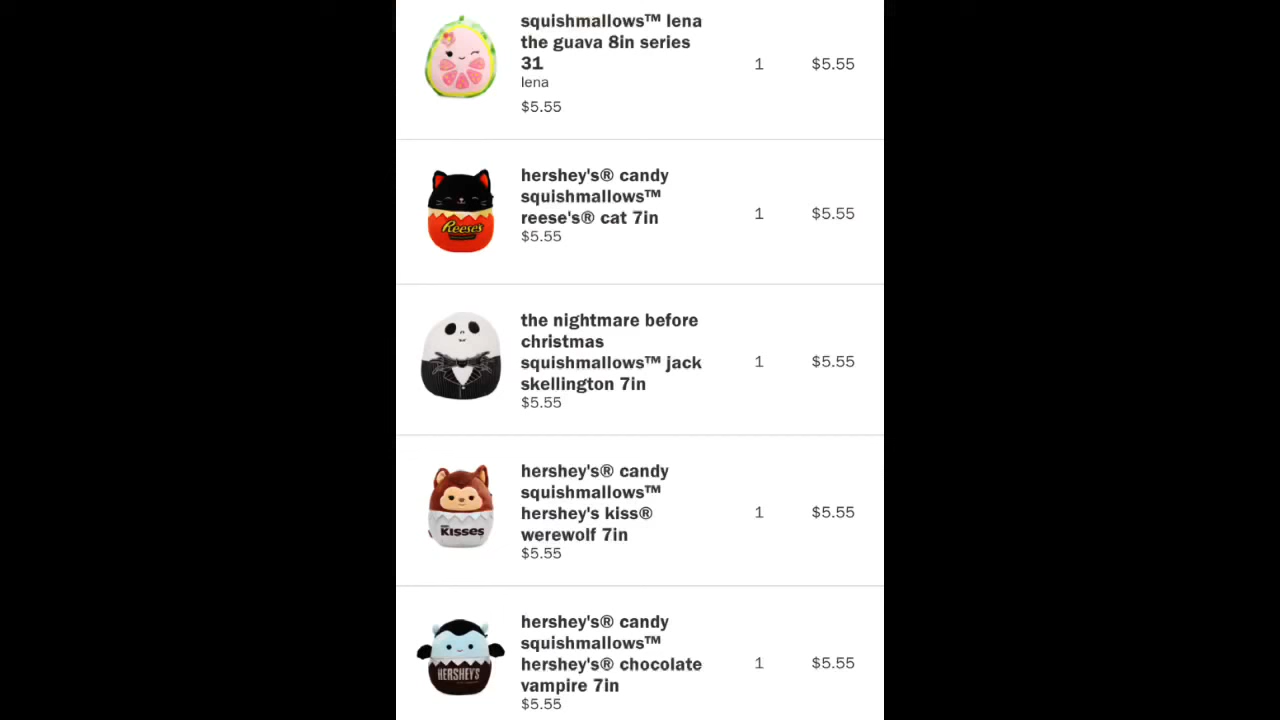 squishmallows™ lena
the guava 8in series
31
lena
$5.55
1
$5.55
hershey's® candy
squishmallows™
reese's® cat 7in
$5.55
1
$5.55
Reese's
the nightmare before
christmas
squishmallows™ jack
skellington 7in
$5.55
1
$5.55
hershey's® candy
squishmallows™
hershey's kiss®
werewolf 7in
$5.55
1
$5.55
KISSES
hershey's® candy
squishmallows™
hershey's® chocolate
vampire 7in
$5.55
1
$5.55
HERSHEY'S